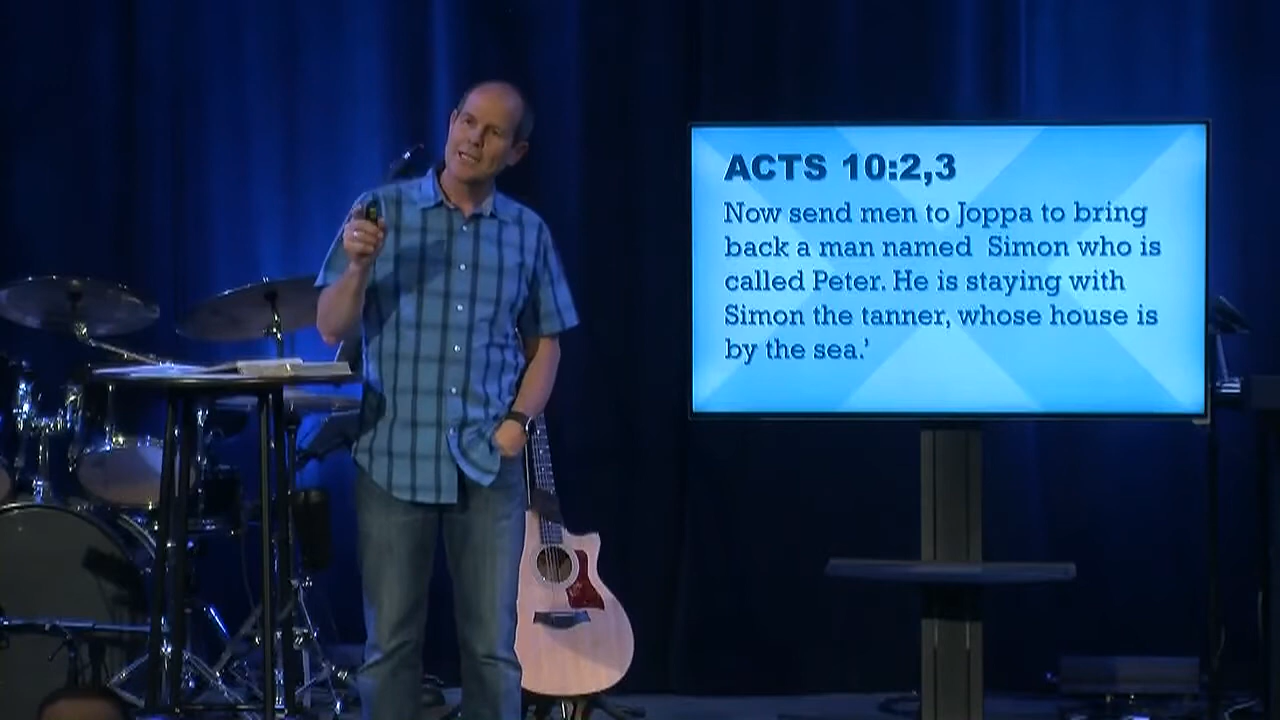 ACTS 10:2,3
Now send men to Joppa to bring
back a man named Simon who is
called Peter. He is staying with
Simon the tanner, whose house is
by the sea.’